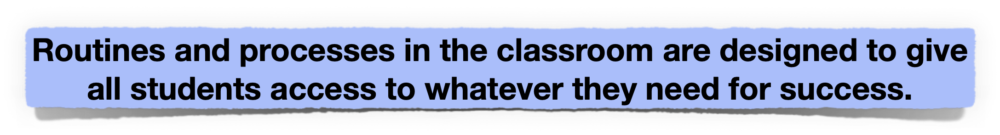 Routines and processes in the classroom are designed to give
all students access to whatever they need for success.